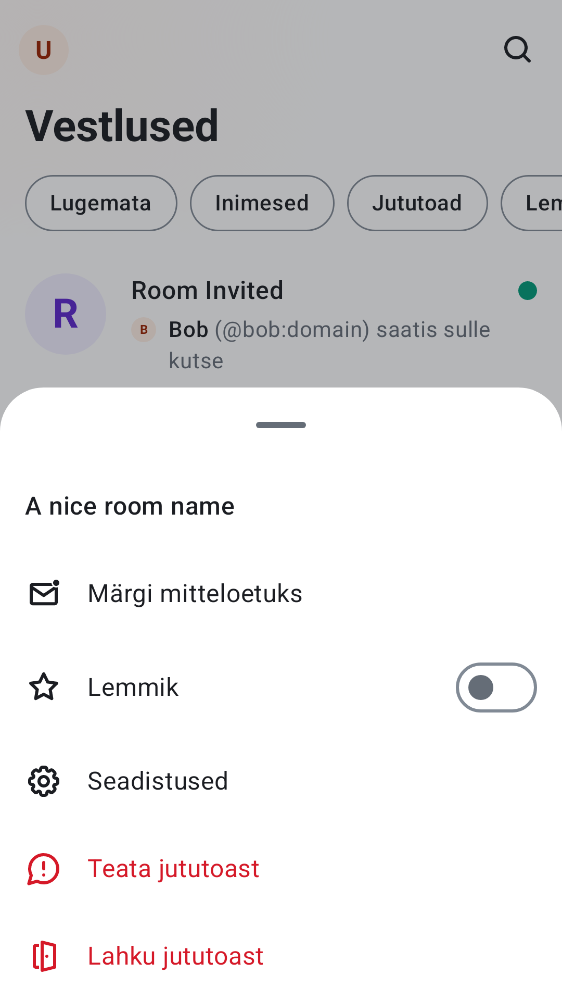 U
Vestlused
Lugemata
Inimesed
Jututoad
Lem
R
Room Invited
B
Bob (@bob:domain) saatis sulle
kutse
A nice room name
Märgi mitteloetuks
Lemmik
Seadistused
Teata jututoast
Lahku jututoast